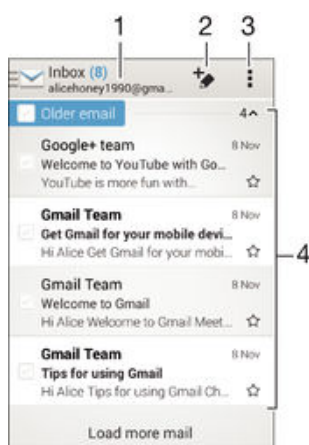 1 2 3
Inbox (8)
alicehoney1990@gma...
Older email 4
Google+ team 8 Nov
Welcome to YouTube with Go...
YouTube is more fun with...
Gmail Team 8 Nov
Get Gmail for your mobile devi...
Hi Alice Get Gmail for your mobi...
4
Gmail Team 8 Nov
Welcome to Gmail
Hi Alice Welcome to Gmail Meet...
Gmail Team 8 Nov
Tips for using Gmail
Hi Alice Tips for using Gmail Ch...
Load more mail